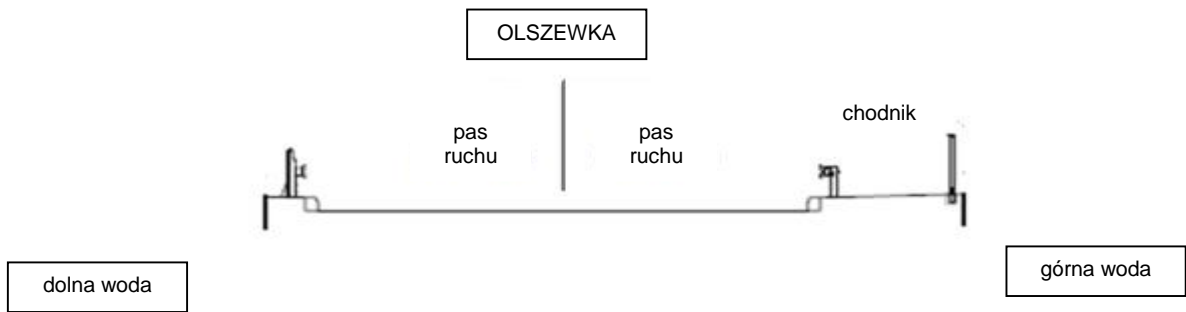 OLSZEWKA
pas
ruchu
pas
ruchu
chodnik
dolna woda
górna woda